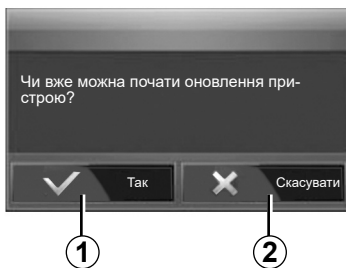 Чи вже можна почати оновлення при-
строю?
Так
Скасувати
1
2